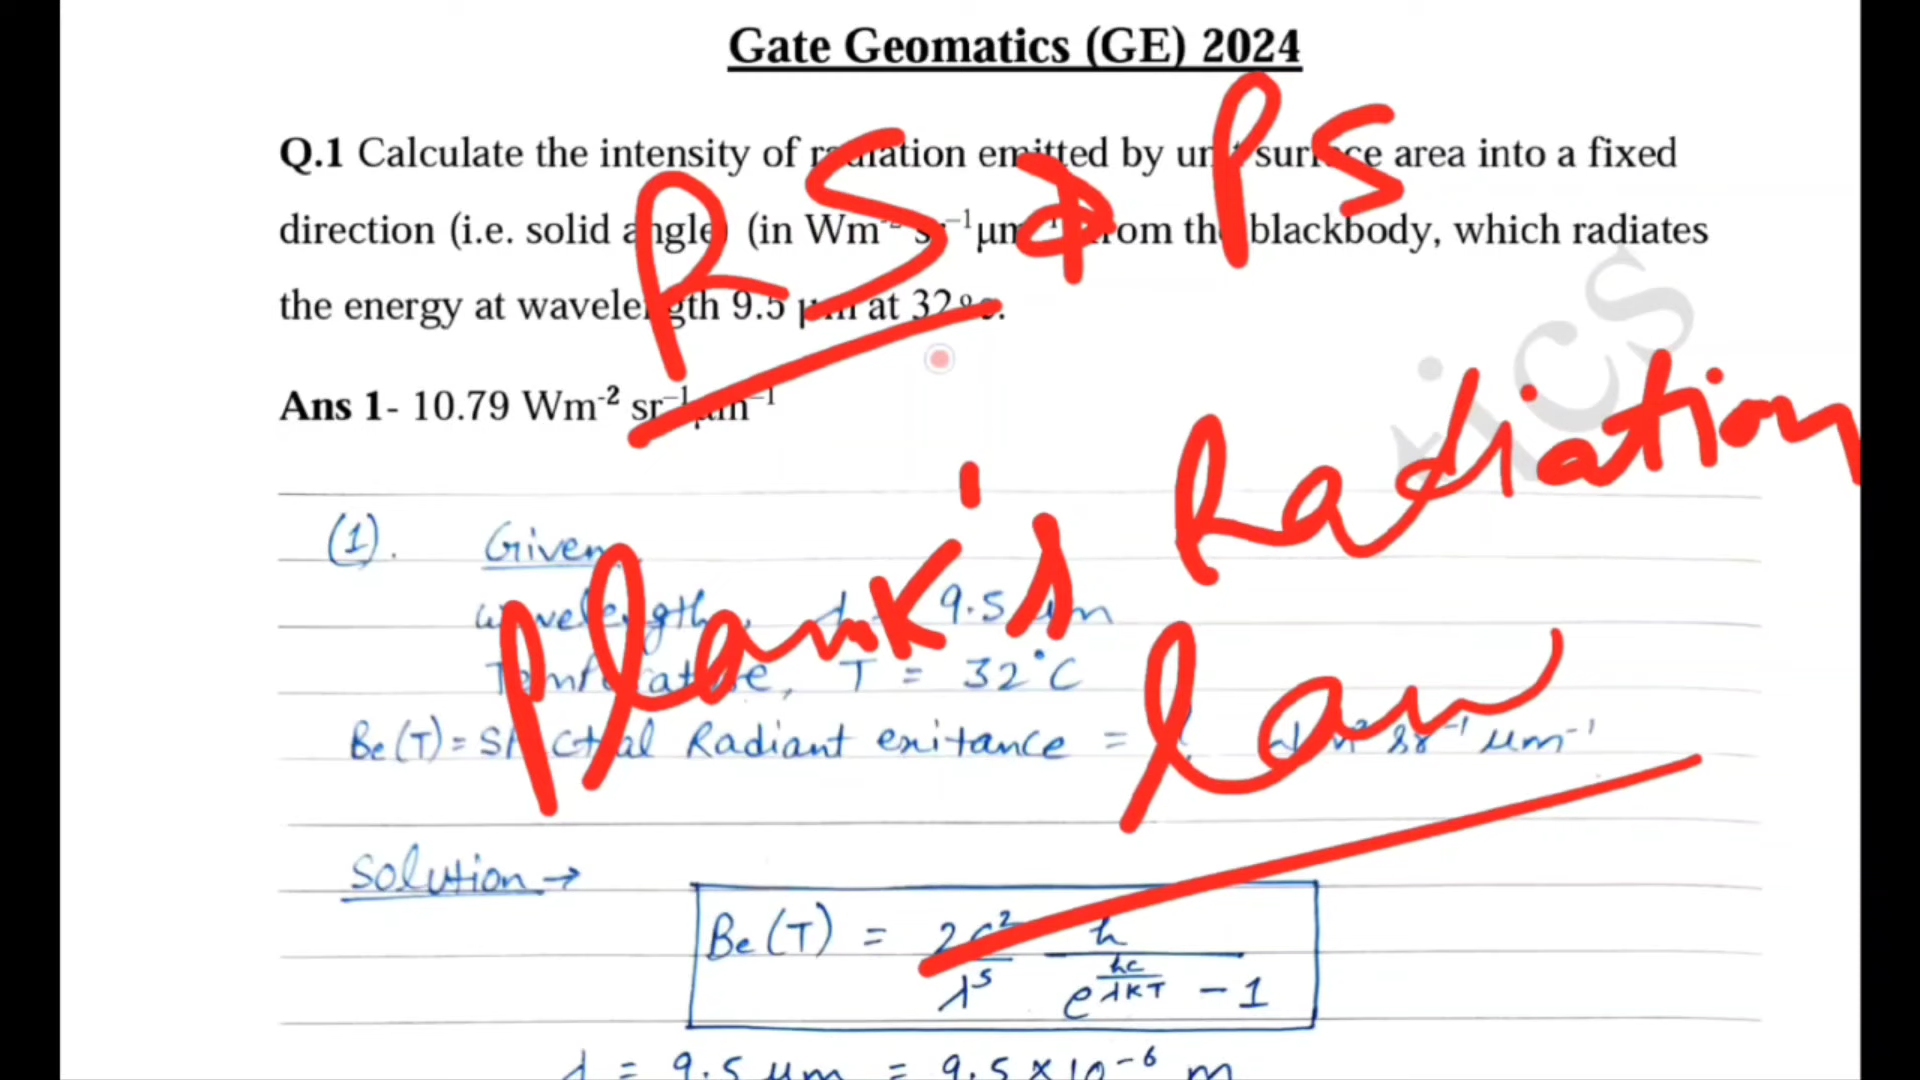 Gate Geomatics (GE) 2024
Q.1 Calculate the intensity of radiation emitted by unit surface area into a fixed
direction (i.e. solid angle) (in Wm⁻² sr⁻¹μm⁻¹) from the blackbody, which radiates
the energy at wavelength 9.5 μm at 32°c.
RS → PS
Ans 1- 10.79 Wm⁻² sr⁻¹μm⁻¹
Plank's Radiation
law
(1). Given,
Wavelength, λ = 9.5 μm
Temperature, T = 32°C
Be(T) = Spectral Radiant exitance = ? Wm⁻² sr⁻¹ μm⁻¹
Solution →
Be(T) = 2c²/λ⁵ h/(e^(hc/λKT) - 1)
λ = 9.5 μm = 9.5 × 10⁻⁶ m